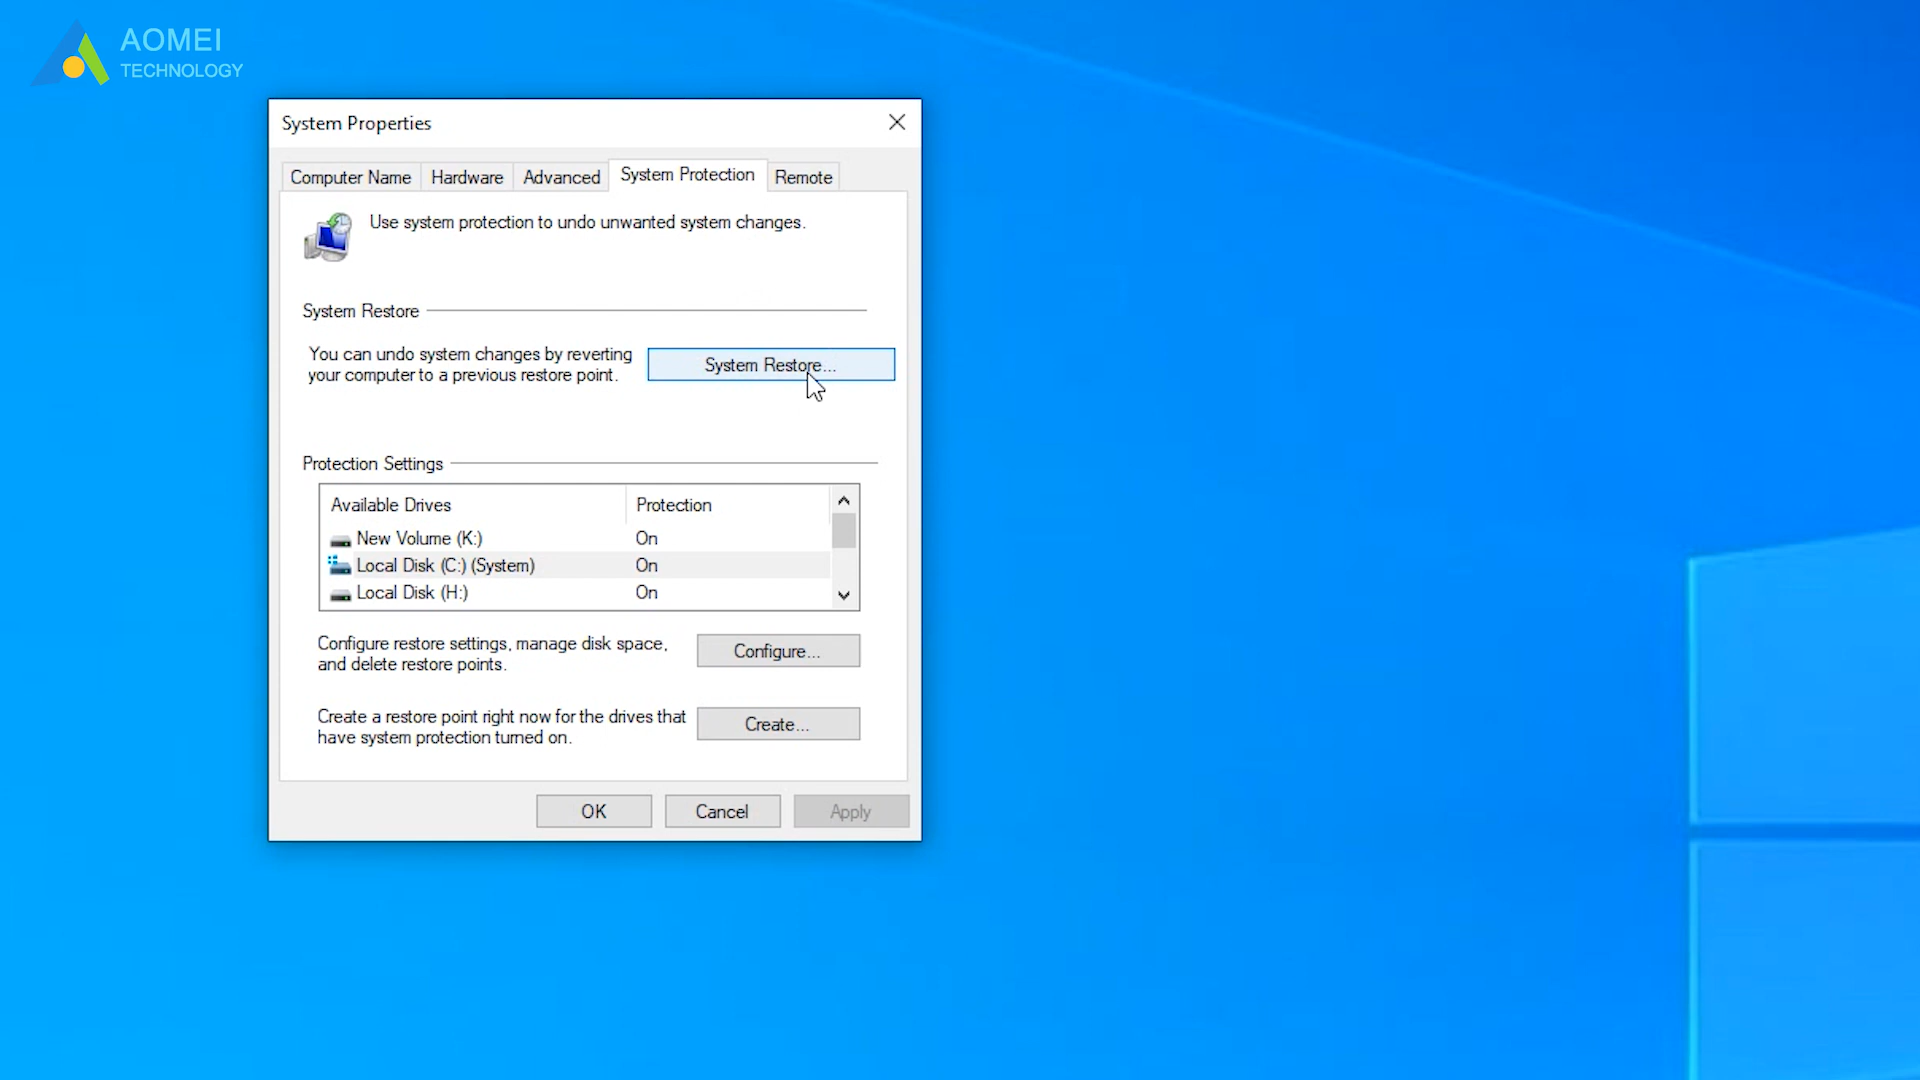 AOMEI
TECHNOLOGY
System Properties
Computer Name
Hardware
Advanced
System Protection
Remote
Use system protection to undo unwanted system changes.
System Restore
You can undo system changes by reverting
your computer to a previous restore point.
System Restore...
Protection Settings
Available Drives
Protection
New Volume (K:)
On
Local Disk (C:) (System)
On
Local Disk (H:)
On
Configure restore settings, manage disk space,
and delete restore points.
Configure...
Create a restore point right now for the drives that
have system protection turned on.
Create...
OK
Cancel
Apply